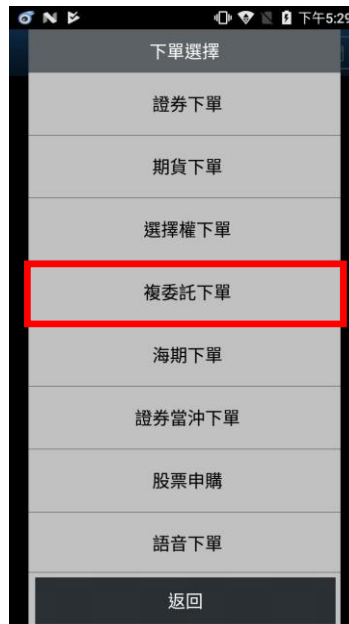 下午5:29
下單選擇
證券下單
期貨下單
選擇權下單
複委託下單
海期下單
證券當沖下單
股票申購
語音下單
返回